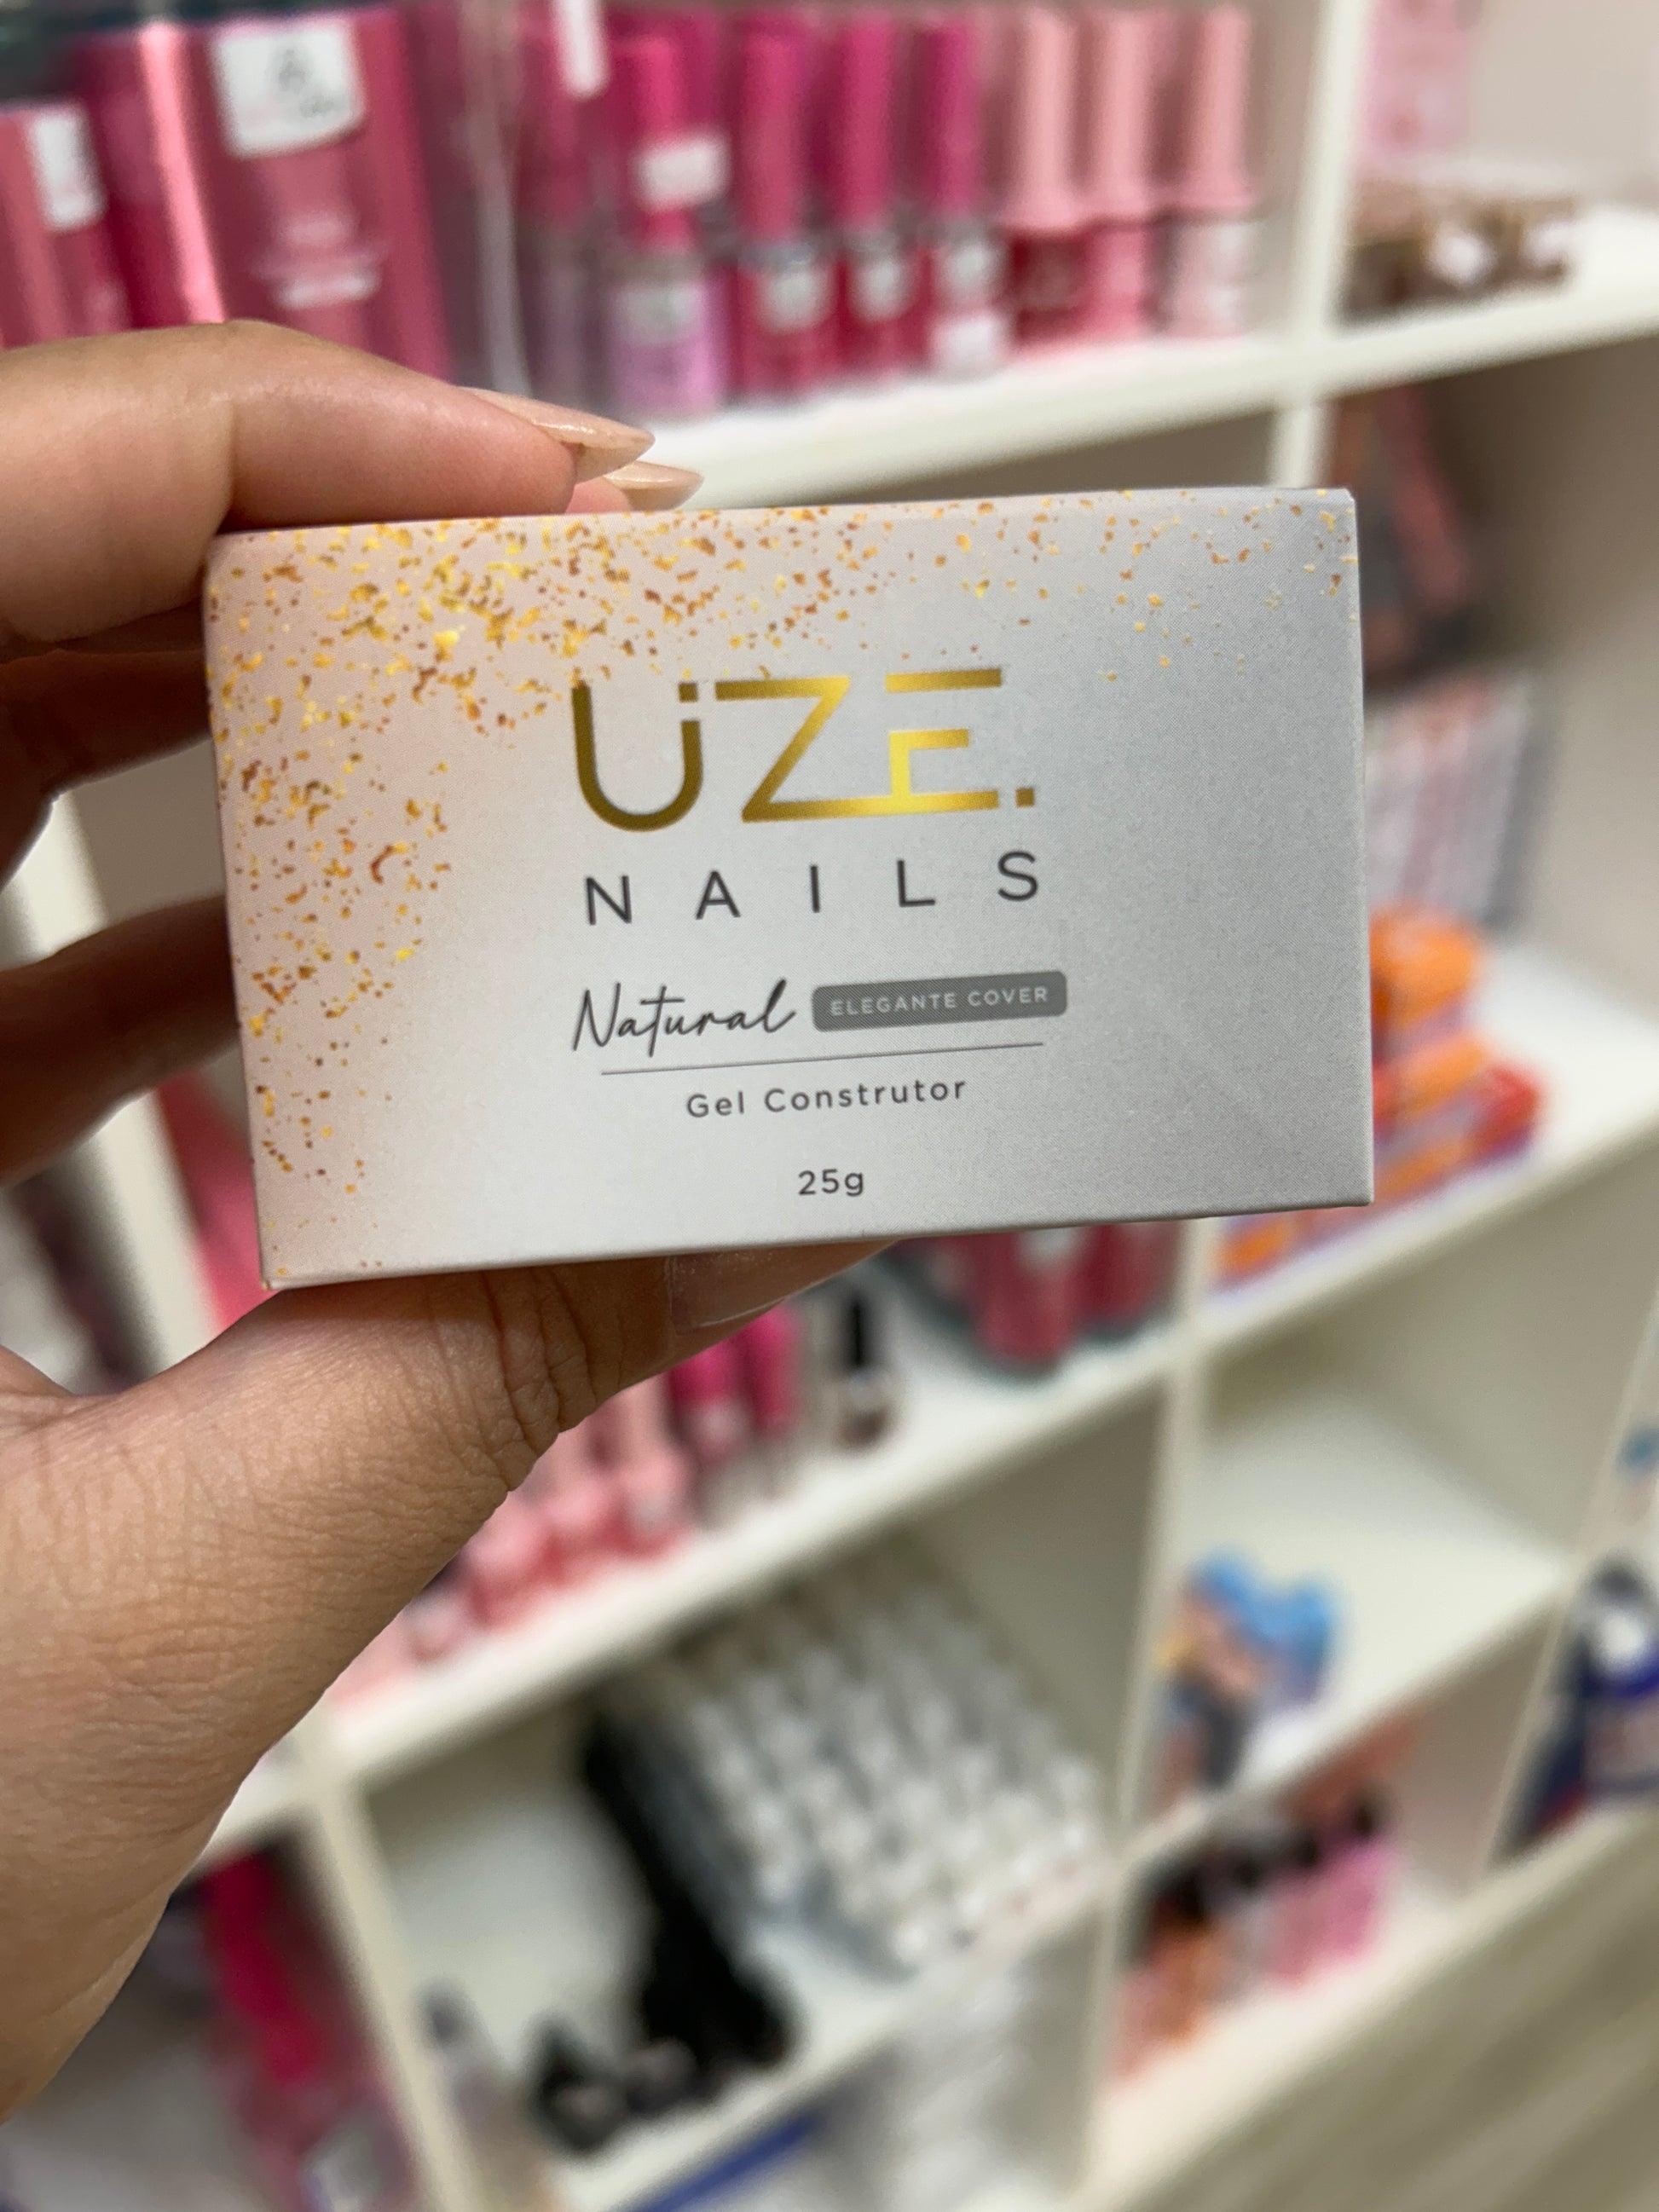 UZE.
NAILS
Natural ELEGANTE COVER
Gel Construtor
25g